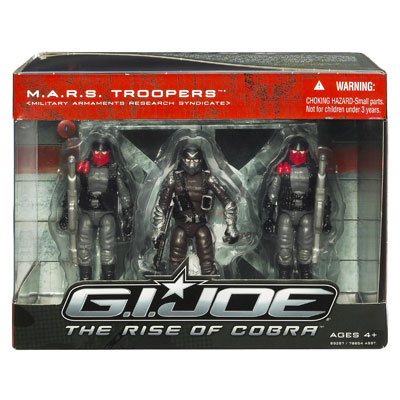 M.A.R.S. TROOPERS™
<MILITARY ARMAMENTS RESEARCH SYNDICATE>
WARNING:
CHOKING HAZARD-Small parts.
Not for children under 3 years.
G.I.JOE
THE RISE OF COBRA™
AGES 4+